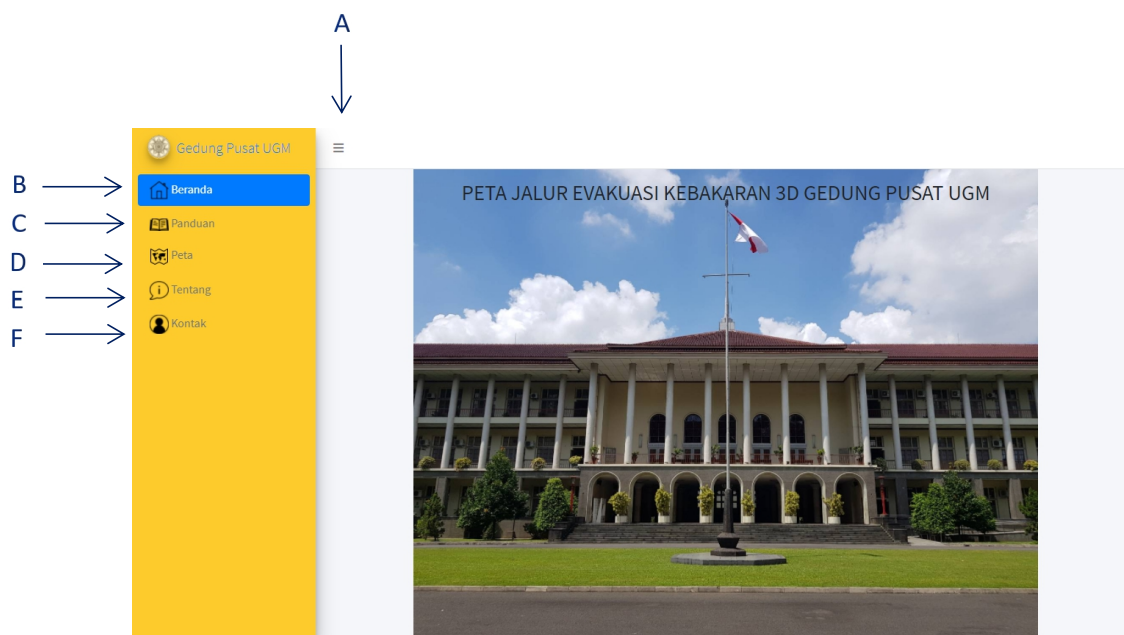 A
Gedung Pusat UGM
B
Beranda
C
Panduan
D
Peta
E
Tentang
F
Kontak
PETA JALUR EVAKUASI KEBAKARAN 3D GEDUNG PUSAT UGM